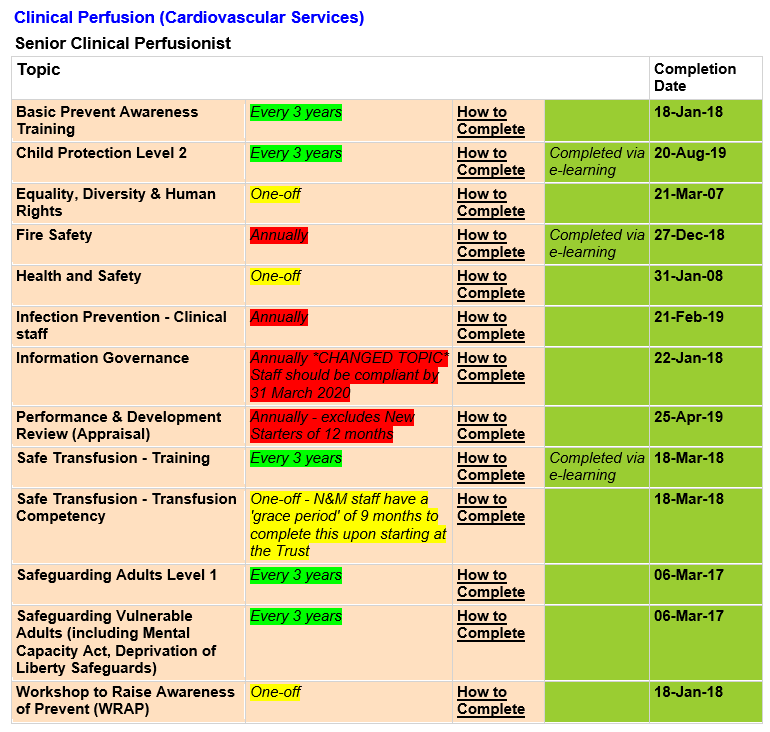 Clinical Perfusion (Cardiovascular Services)
Senior Clinical Perfusionist
Topic
Completion
Date
Basic Prevent Awareness
Training
Every 3 years
How to
Complete
18-Jan-18
Child Protection Level 2
Every 3 years
How to
Complete
Completed via
e-learning
20-Aug-19
Equality, Diversity & Human
Rights
One-off
How to
Complete
21-Mar-07
Fire Safety
Annually
How to
Complete
Completed via
e-learning
27-Dec-18
Health and Safety
One-off
How to
Complete
31-Jan-08
Infection Prevention - Clinical
staff
Annually
How to
Complete
21-Feb-19
Information Governance
Annually *CHANGED TOPIC*
Staff should be compliant by
31 March 2020
How to
Complete
22-Jan-18
Performance & Development
Review (Appraisal)
Annually - excludes New
Starters of 12 months
How to
Complete
25-Apr-19
Safe Transfusion - Training
Every 3 years
How to
Complete
Completed via
e-learning
18-Mar-18
Safe Transfusion - Transfusion
Competency
One-off - N&M staff have a
'grace period' of 9 months to
complete this upon starting at
the Trust
How to
Complete
18-Mar-18
Safeguarding Adults Level 1
Every 3 years
How to
Complete
06-Mar-17
Safeguarding Vulnerable
Adults (including Mental
Capacity Act, Deprivation of
Liberty Safeguards)
Every 3 years
How to
Complete
06-Mar-17
Workshop to Raise Awareness
of Prevent (WRAP)
One-off
How to
Complete
18-Jan-18